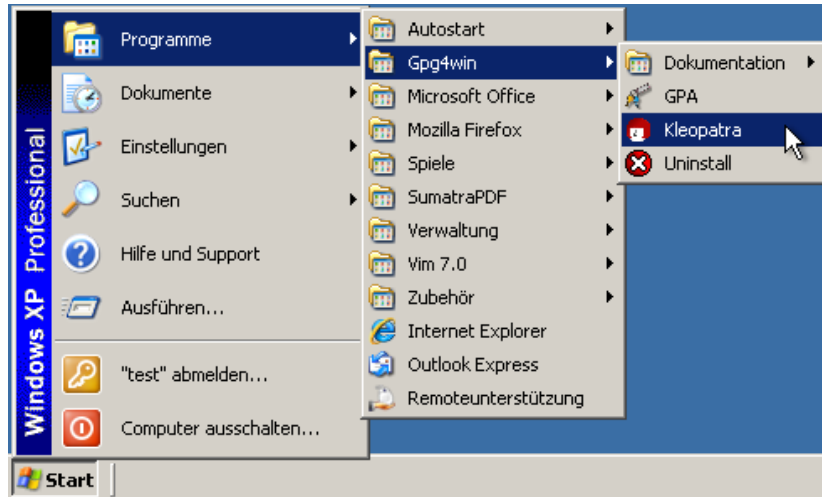 Windows XP Professional
Programme
Dokumente
Einstellungen
Suchen
Hilfe und Support
Ausführen...
"test" abmelden...
Computer ausschalten...
Autostart
Gpg4win
Microsoft Office
Mozilla Firefox
Spiele
SumatraPDF
Verwaltung
Vim 7.0
Zubehör
Internet Explorer
Outlook Express
Remoteunterstützung
Dokumentation
GPA
Kleopatra
Uninstall
Start